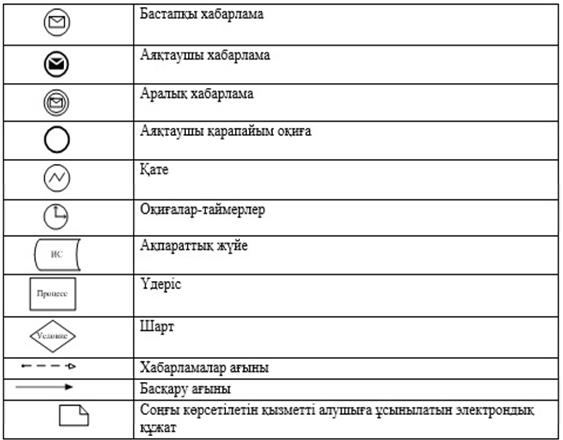 Бастапқы хабарлама
Аяқтаушы хабарлама
Аралық хабарлама
Аяқтаушы қарапайым оқиға
Қате
Оқиғалар-таймерлер
ИС
Ақпараттық жүйе
Процесс
Үдеріс
Условие
Шарт
Хабарламалар ағыны
Басқару ағыны
Соңғы көрсетілетін қызметті алушыға ұсынылатын электрондық
құжат